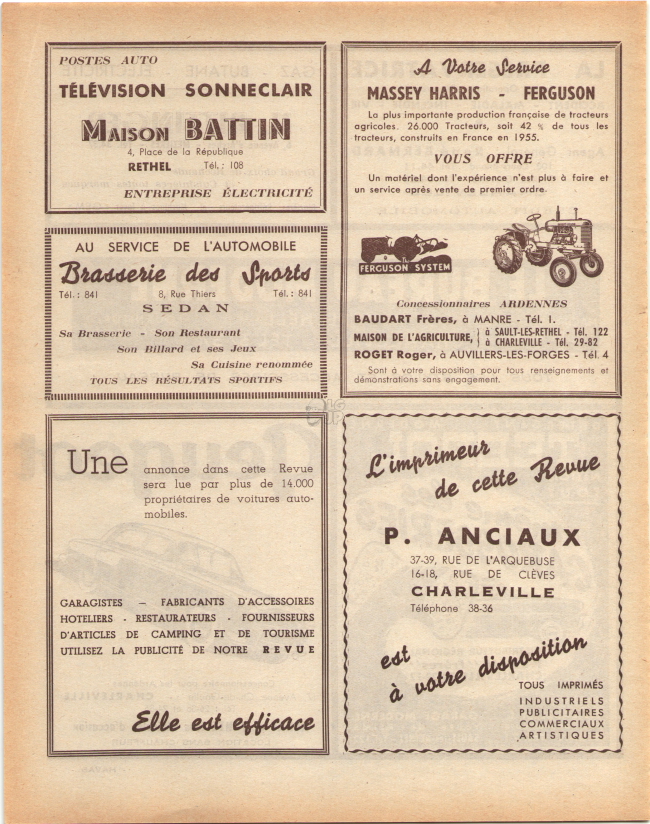 POSTES AUTO
TÉLÉVISION SONNECLAIR
MAISON BATTIN
4, Place de la République
RETHEL Tél. : 108
ENTREPRISE ÉLECTRICITÉ
AU SERVICE DE L'AUTOMOBILE
Brasserie des Sports
Tél. : 841 8, Rue Thiers Tél. : 841
SEDAN
Sa Brasserie - Son Restaurant
Son Billard et ses Jeux
Sa Cuisine renommée
TOUS LES RÉSULTATS SPORTIFS
A Votre Service
MASSEY HARRIS - FERGUSON
La plus importante production française de tracteurs
agricoles. 26.000 Tracteurs, soit 42 % de tous les
tracteurs, construits en France en 1955.
VOUS OFFRE
Un matériel dont l'expérience n'est plus à faire et
un service après vente de premier ordre.
FERGUSON SYSTEM
Concessionnaires ARDENNES
BAUDART Frères, à MANRE - Tél. 1.
MAISON DE L'AGRICULTURE, } à SAULT-LES-RETHEL - Tél. 122
à CHARLEVILLE - Tél. 29-82
ROGET Roger, à AUVILLERS-LES-FORGES - Tél. 4
Sont à votre disposition pour tous renseignements et
démonstrations sans engagement.
Une annonce dans cette Revue
sera lue par plus de 14.000
propriétaires de voitures auto-
mobiles.
GARAGISTES — FABRICANTS D'ACCESSOIRES
HOTELIERS - RESTAURATEURS - FOURNISSEURS
D'ARTICLES DE CAMPING ET DE TOURISME
UTILISEZ LA PUBLICITÉ DE NOTRE REVUE
Elle est efficace
L'imprimeur
de cette Revue
P. ANCIAUX
37-39, RUE DE L'ARQUEBUSE
16-18, RUE DE CLÈVES
CHARLEVILLE
Téléphone 38-36
est
à votre disposition
TOUS IMPRIMÉS
INDUSTRIELS
PUBLICITAIRES
COMMERCIAUX
ARTISTIQUES